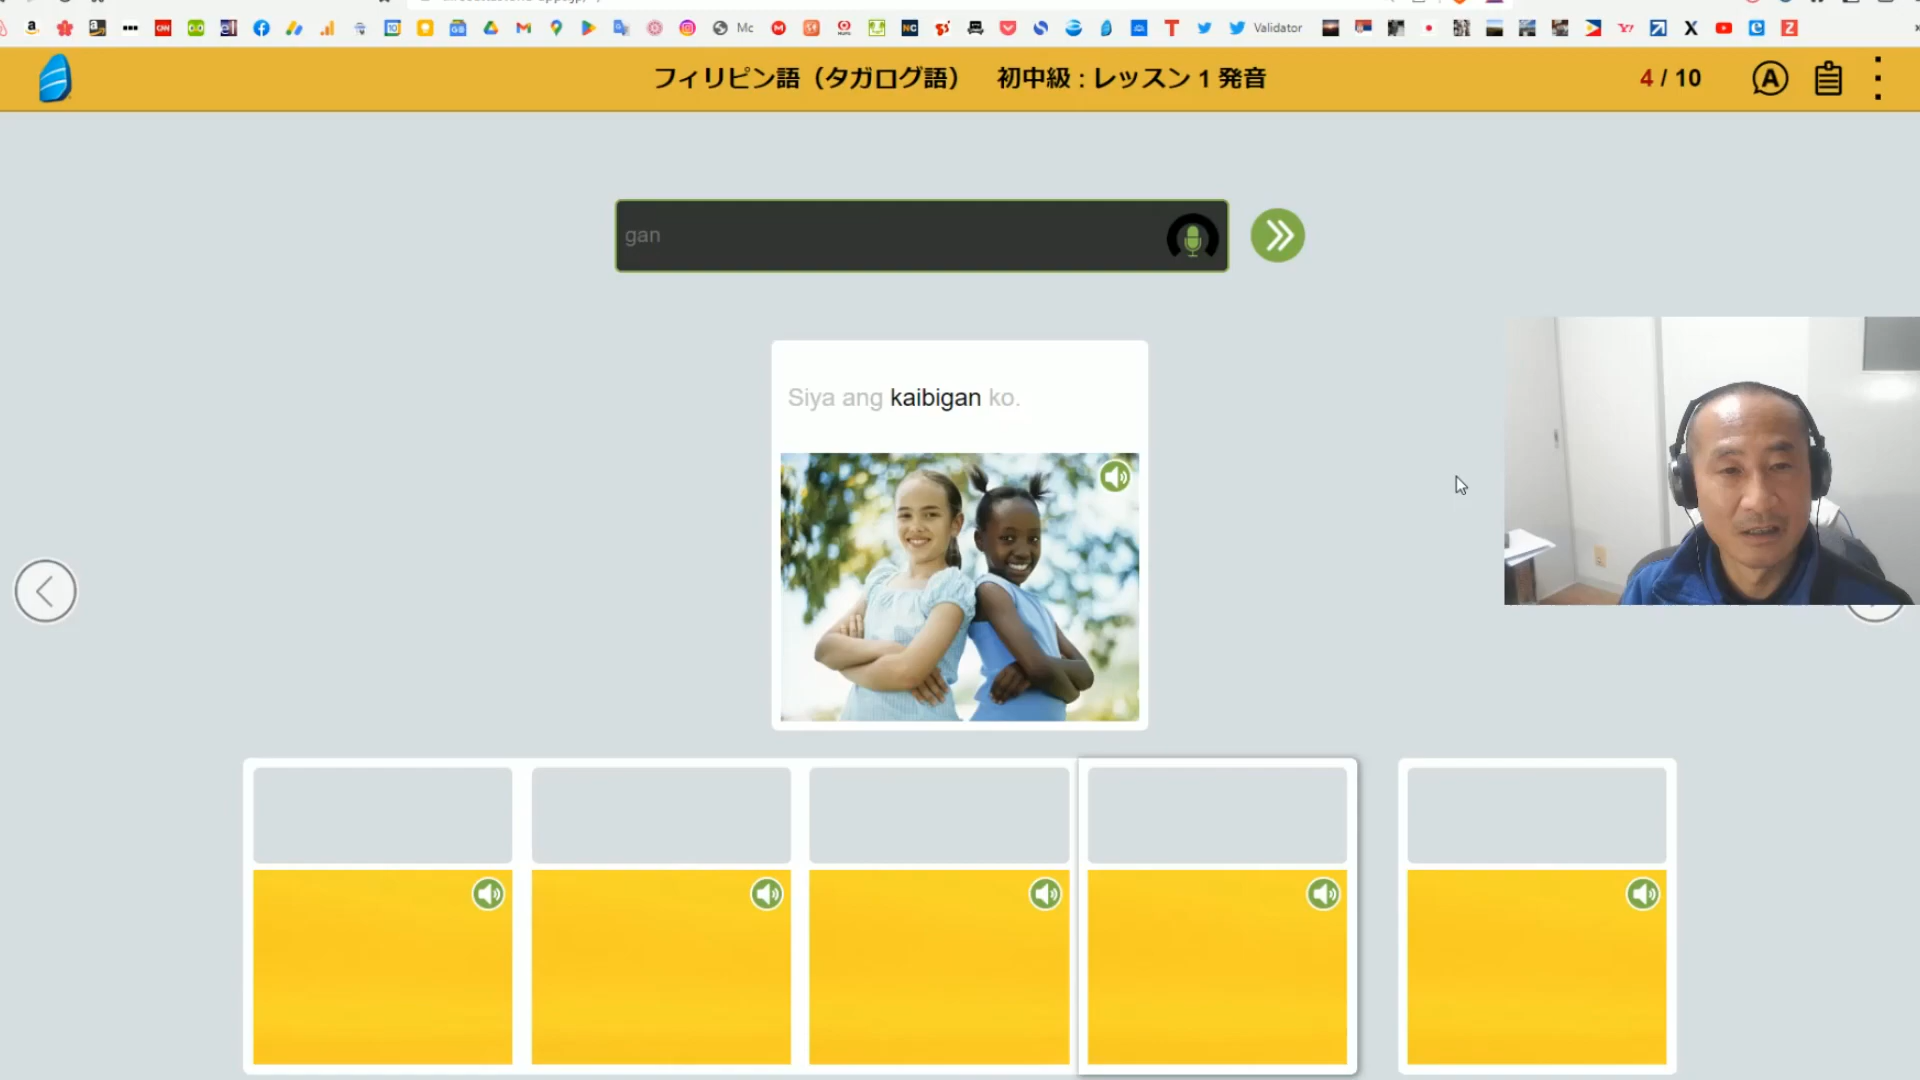 Mc
Validator
フィリピン語（タガログ語）　初中級 : レッスン 1 発音
4 / 10
gan
Siya ang kaibigan ko.